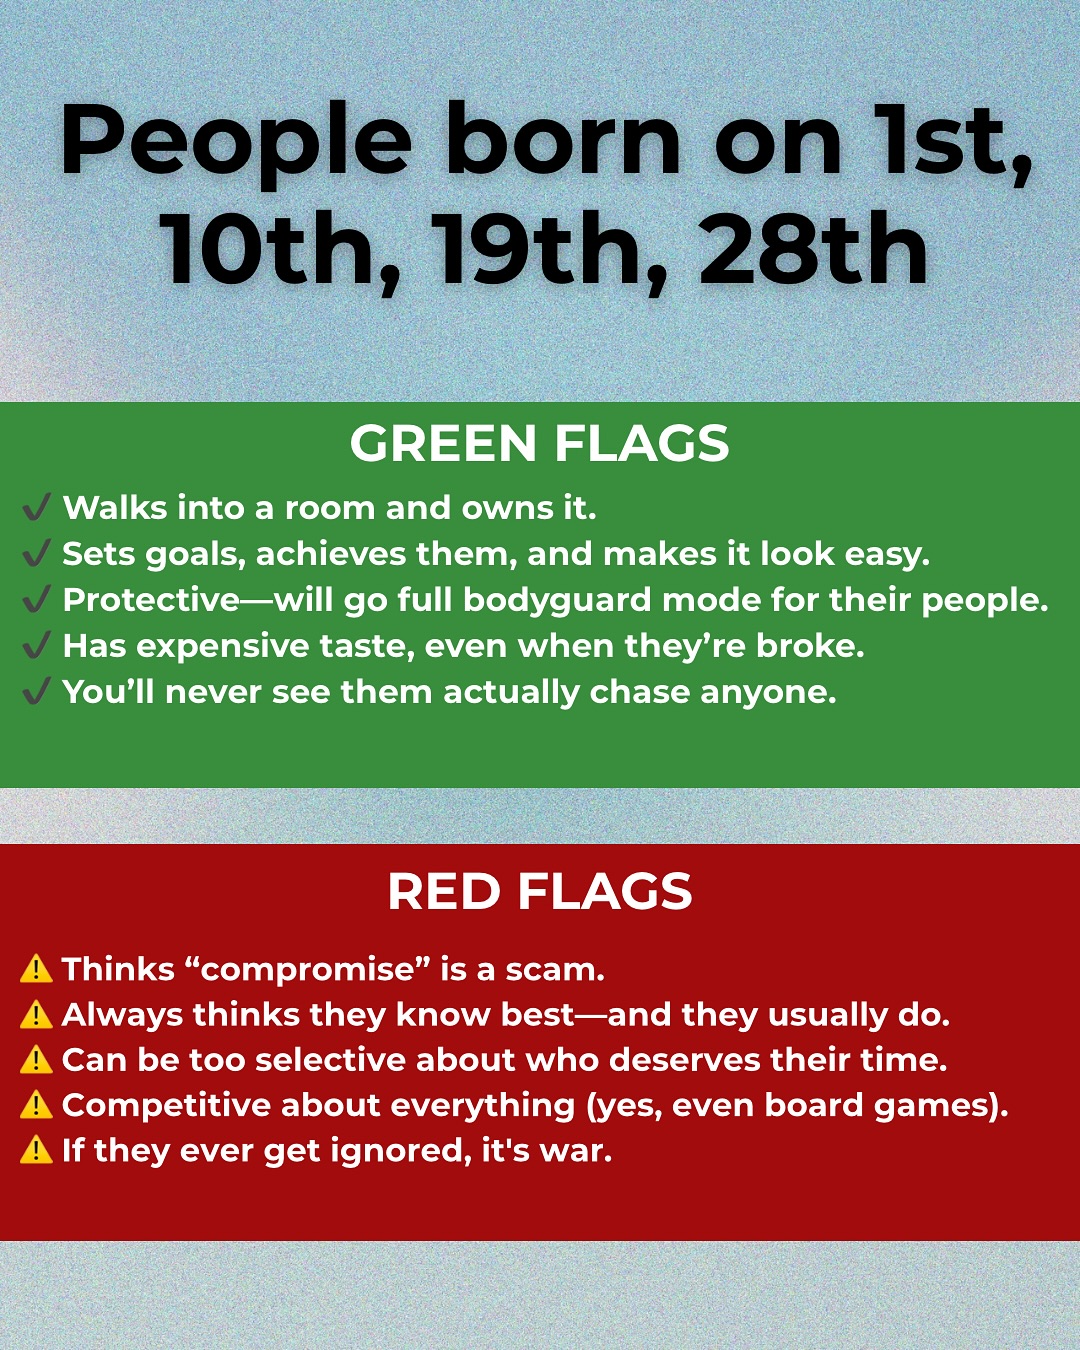 People born on 1st,
10th, 19th, 28th
GREEN FLAGS
✔ Walks into a room and owns it.
✔ Sets goals, achieves them, and makes it look easy.
✔ Protective—will go full bodyguard mode for their people.
✔ Has expensive taste, even when they’re broke.
✔ You’ll never see them actually chase anyone.
RED FLAGS
⚠️ Thinks “compromise” is a scam.
⚠️ Always thinks they know best—and they usually do.
⚠️ Can be too selective about who deserves their time.
⚠️ Competitive about everything (yes, even board games).
⚠️ If they ever get ignored, it's war.